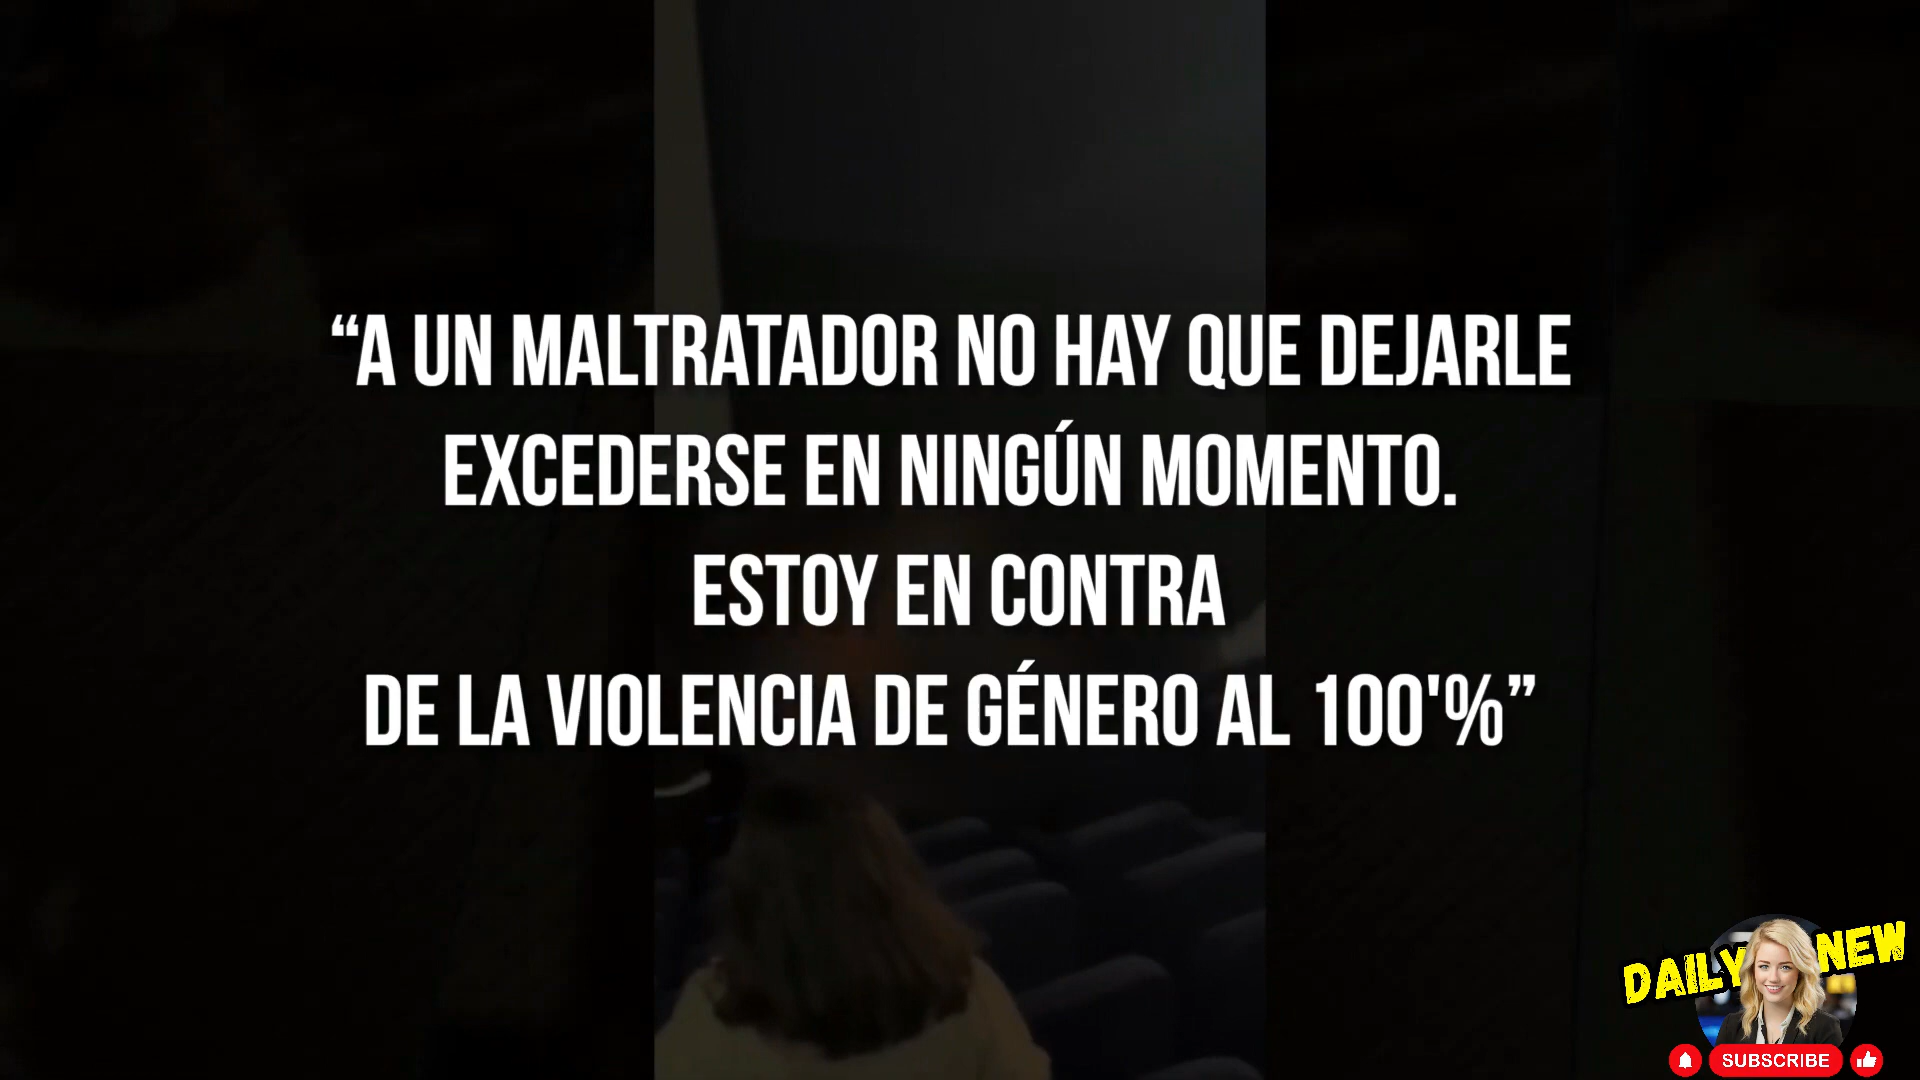 “A UN MALTRATADOR NO HAY QUE DEJARLE
EXCEDERSE EN NINGÚN MOMENTO.
ESTOY EN CONTRA
DE LA VIOLENCIA DE GÉNERO AL 100'%”
DAILY NEW
SUBSCRIBE